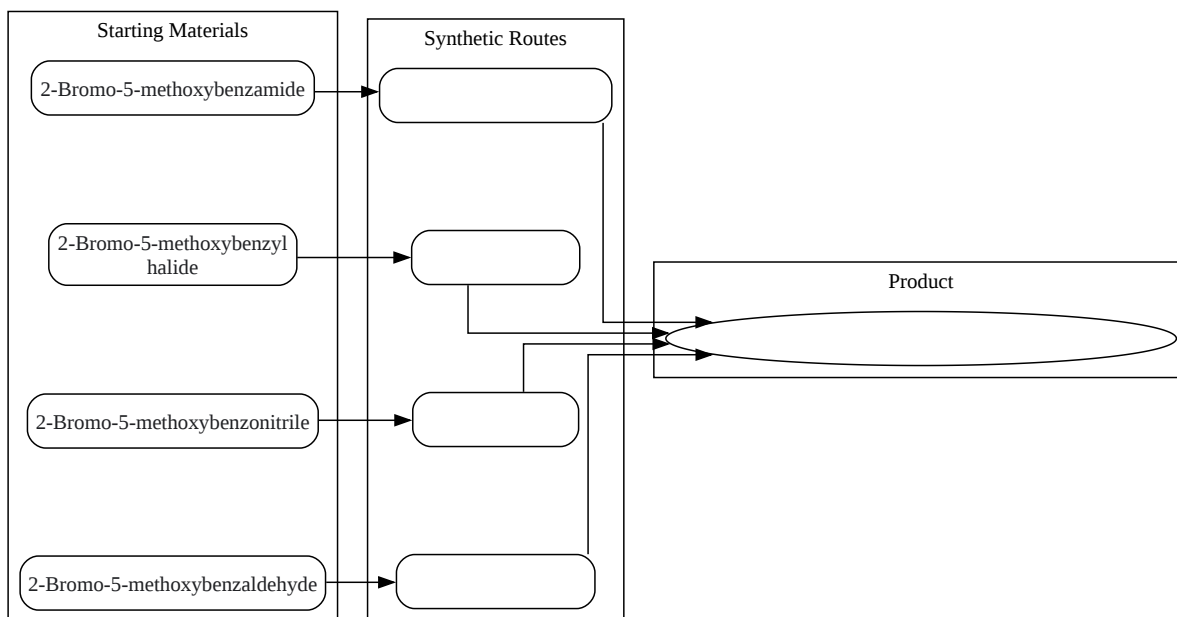 Starting Materials
2-Bromo-5-methoxybenzamide
2-Bromo-5-methoxybenzyl
halide
2-Bromo-5-methoxybenzonitrile
2-Bromo-5-methoxybenzaldehyde
Synthetic Routes
Product